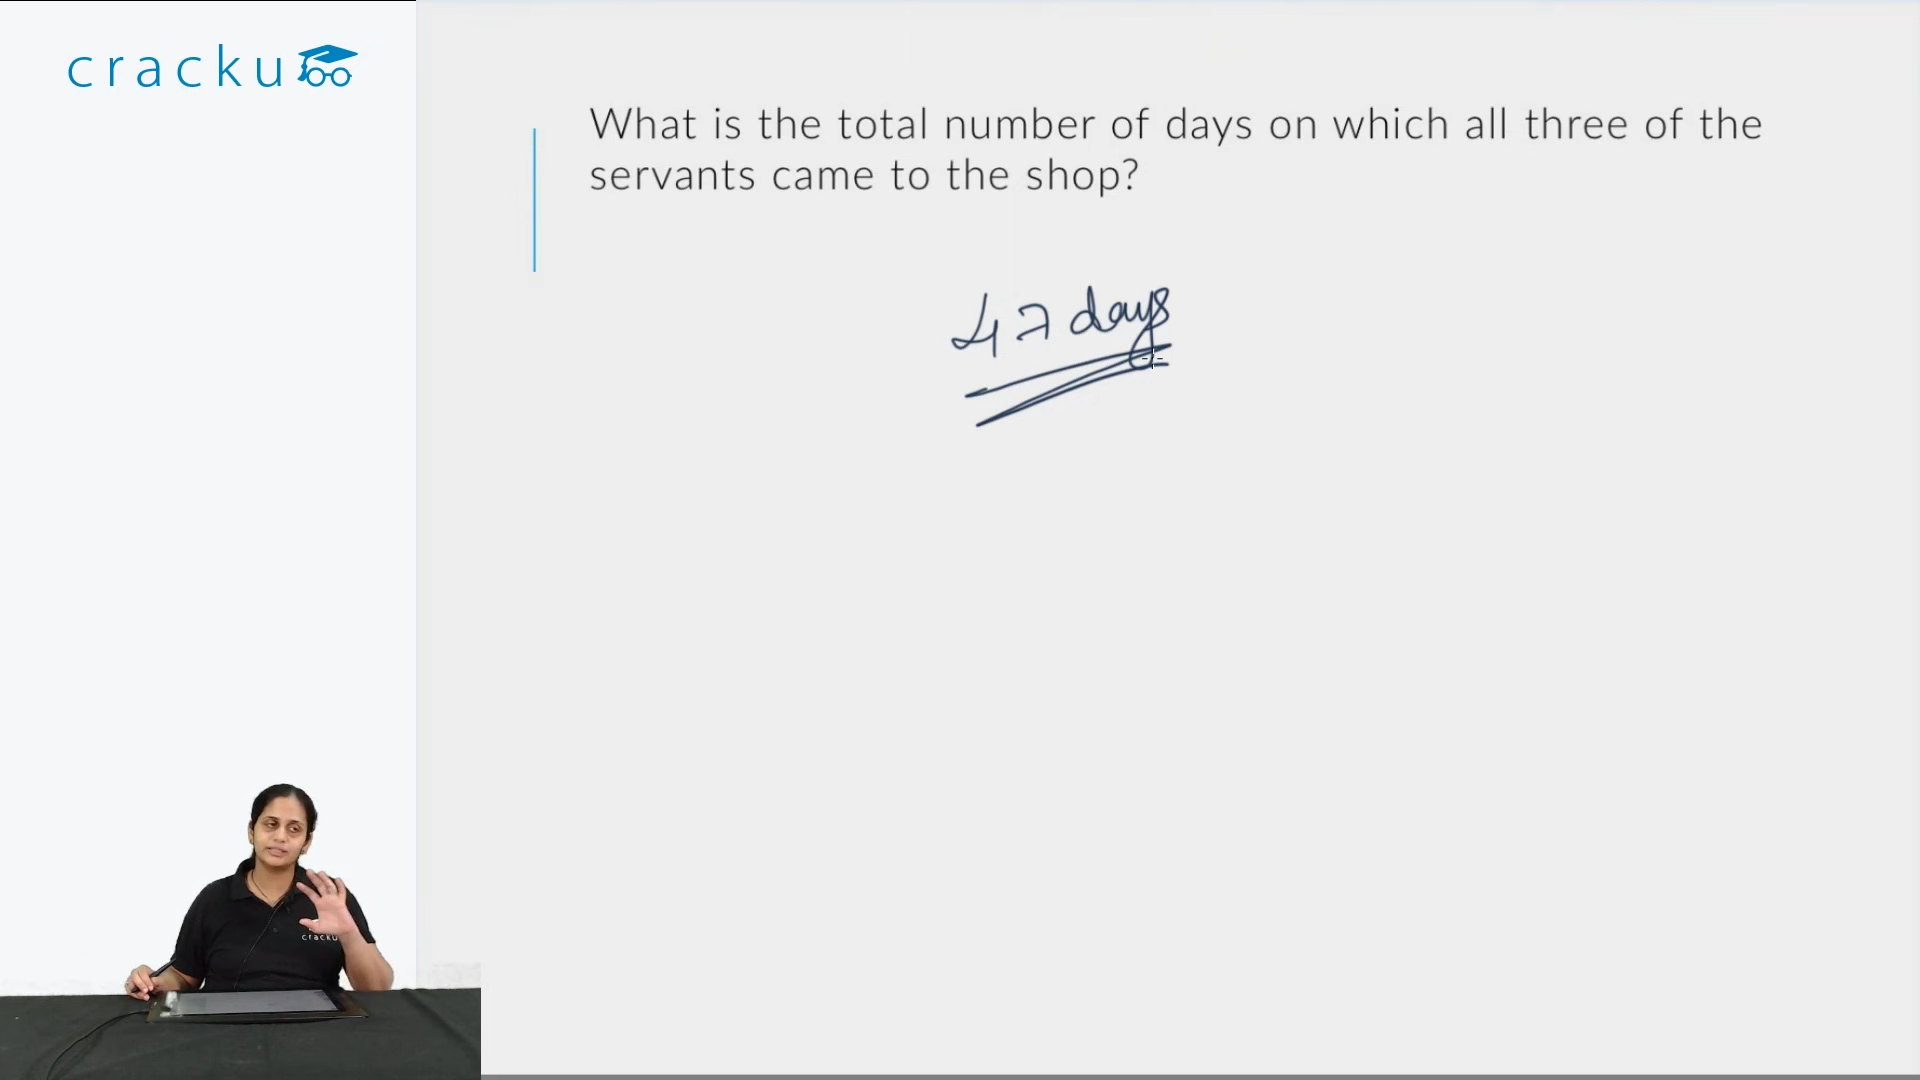 cracku
What is the total number of days on which all three of the
servants came to the shop?
47 days
cracku